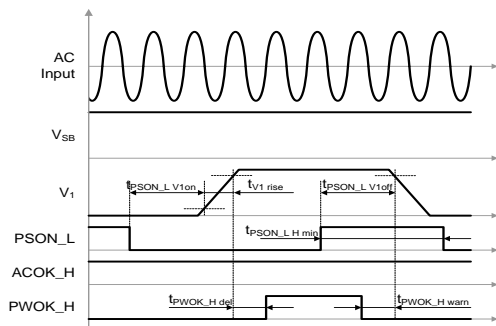 AC
Input
VSB
V1
tPSON_L V1on
tV1 rise
tPSON_L V1off
PSON_L
tPSON_L H min
ACOK_H
PWOK_H
tPWOK_H del
tPWOK_H warn